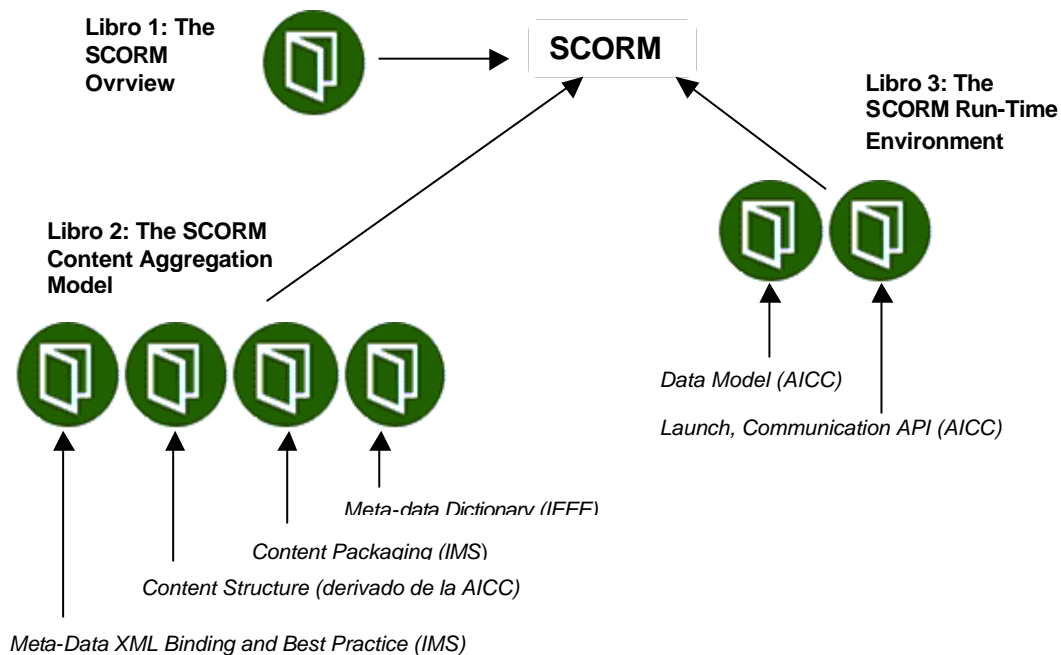 Libro 1: The
SCORM
Ovrview
SCORM
Libro 3: The
SCORM Run-Time
Environment
Libro 2: The SCORM
Content Aggregation
Model
Data Model (AICC)
Launch, Communication API (AICC)
Meta-data Dictionary (IEEE)
Content Packaging (IMS)
Content Structure (derivado de la AICC)
Meta-Data XML Binding and Best Practice (IMS)